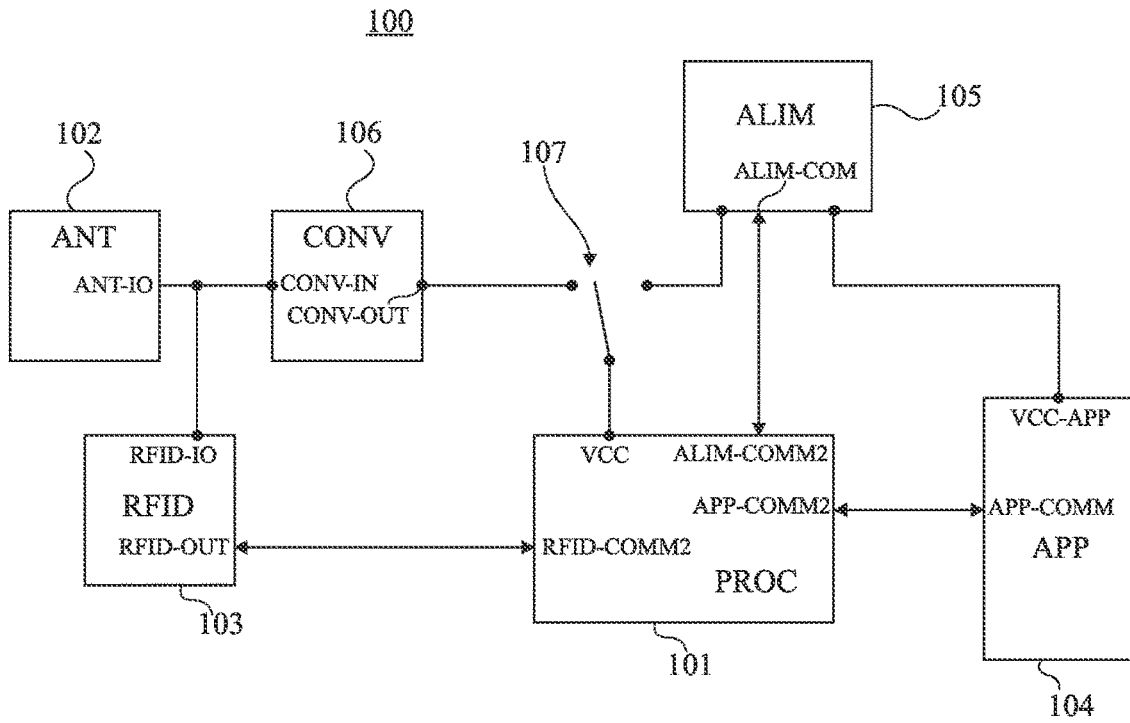 100
105
ALIM
102
106
107
ALIM-COM
ANT
CONV
ANT-IO
CONV-IN
CONV-OUT
VCC-APP
RFID-IO
VCC
ALIM-COMM2
RFID
APP-COMM2
APP-COMM
RFID-OUT
RFID-COMM2
APP
PROC
103
101
104